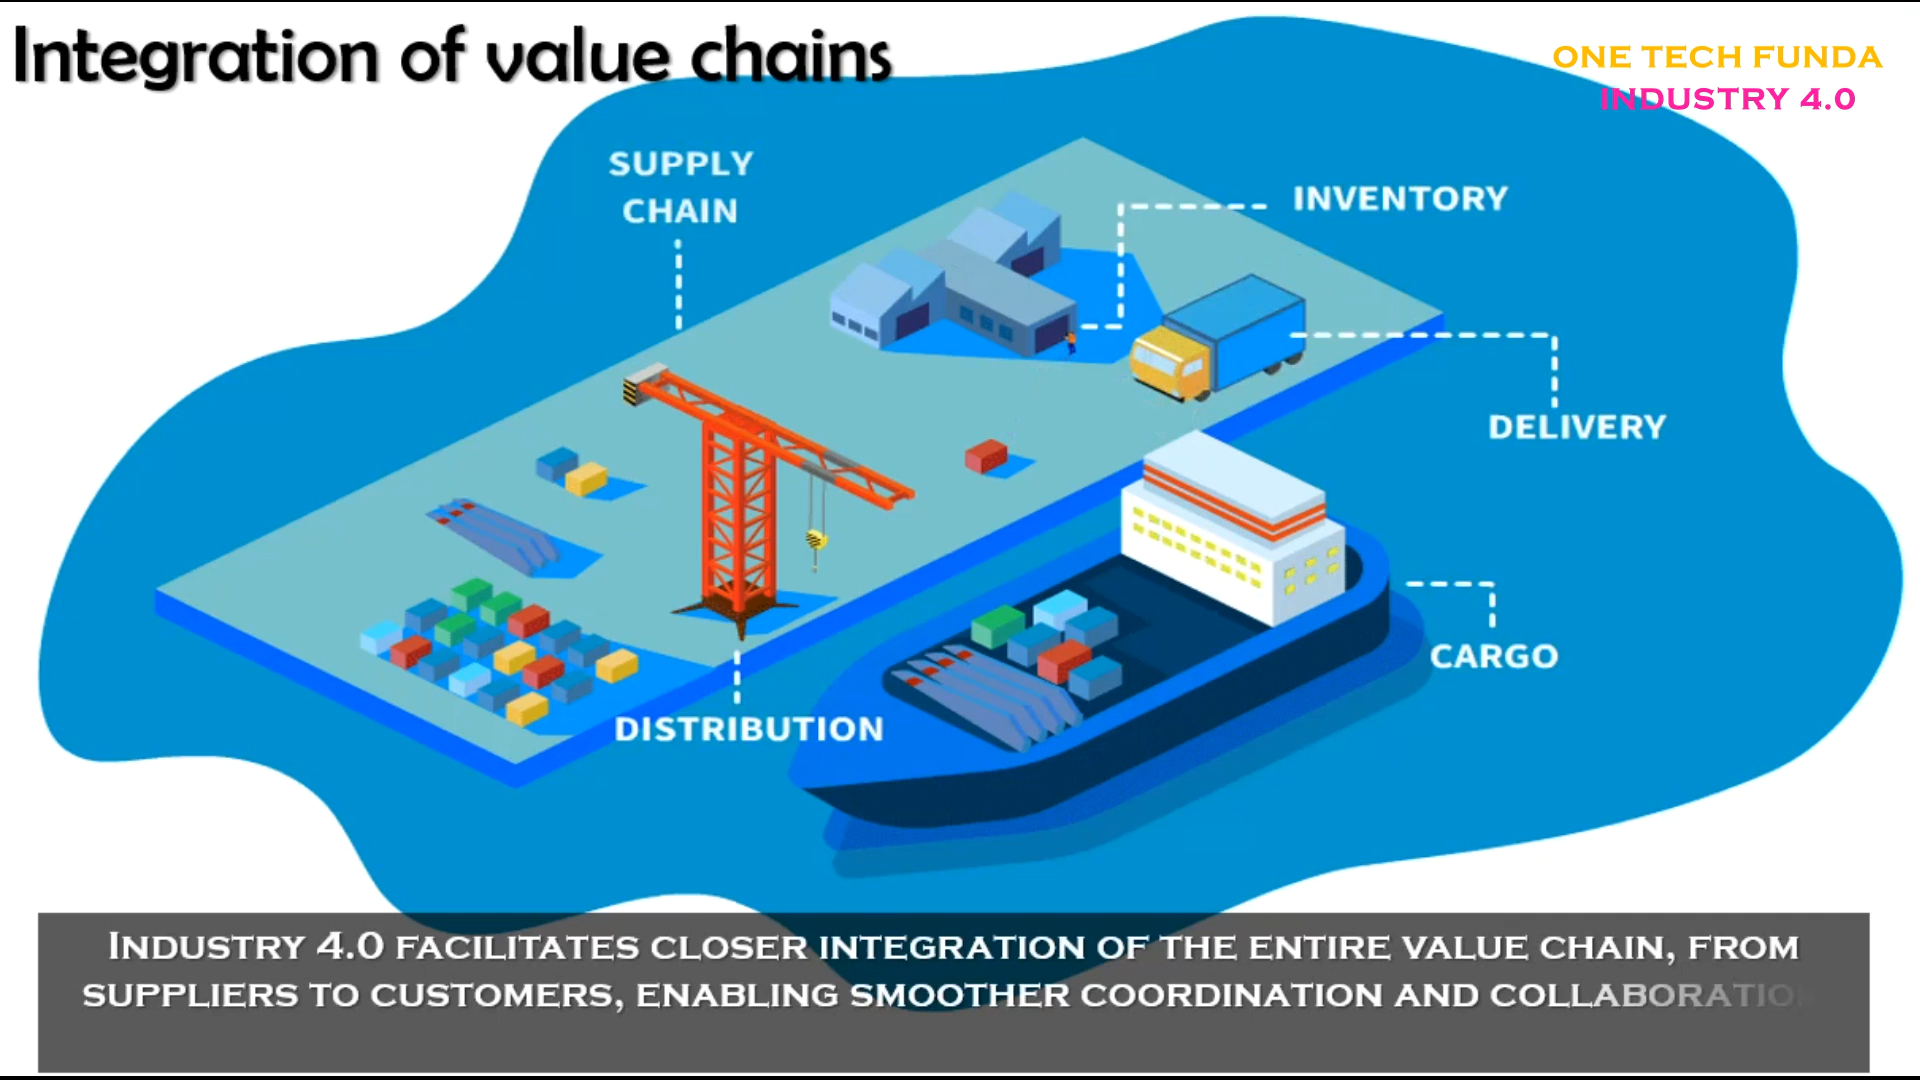 Integration of value chains
ONE TECH FUNDA
INDUSTRY 4.0
SUPPLY
CHAIN
INVENTORY
DELIVERY
CARGO
DISTRIBUTION
INDUSTRY 4.0 FACILITATES CLOSER INTEGRATION OF THE ENTIRE VALUE CHAIN, FROM
SUPPLIERS TO CUSTOMERS, ENABLING SMOOTHER COORDINATION AND COLLABORATION